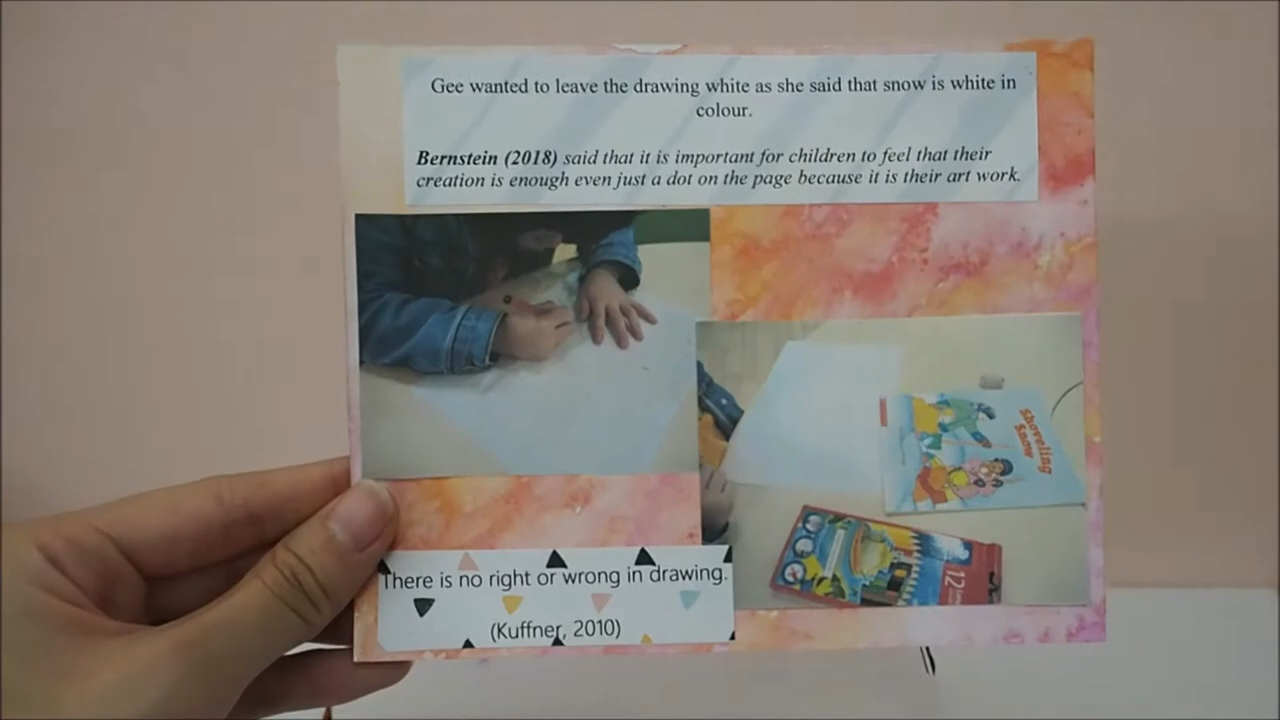 Gee wanted to leave the drawing white as she said that snow is white in
colour.
Bernstein (2018) said that it is important for children to feel that their
creation is enough even just a dot on the page because it is their art work.
Shoveling
Snow
12
There is no right or wrong in drawing.
(Kuffner, 2010)